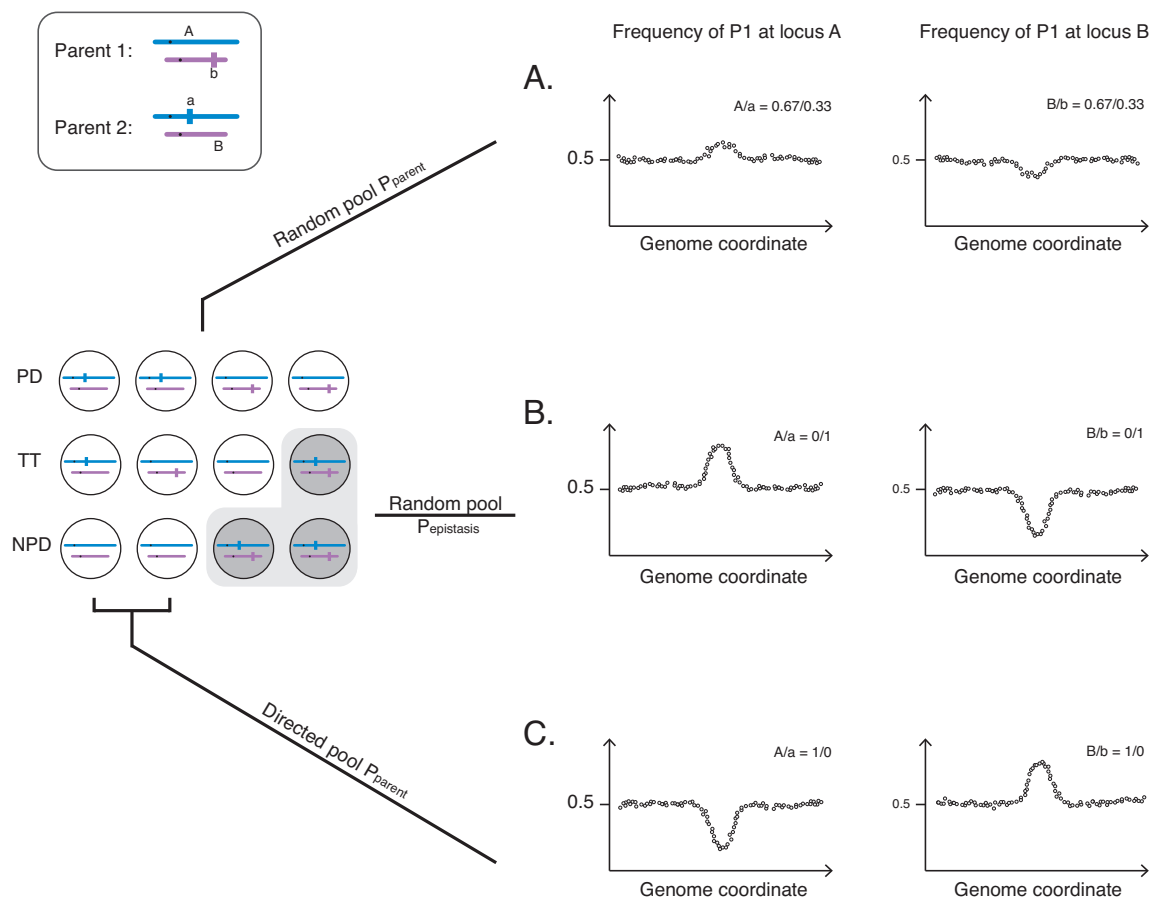 A
Parent 1:
b
a
Parent 2:
B
Frequency of P1 at locus A
Frequency of P1 at locus B
A.
A/a = 0.67/0.33
0.5
Genome coordinate
B/b = 0.67/0.33
Genome coordinate
Random pool Pparent
PD
TT
NPD
Random pool
Pepistasis
B.
A/a = 0/1
0.5
Genome coordinate
B/b = 0/1
0.5
Genome coordinate
Directed pool Pparent
C.
A/a = 1/0
0.5
Genome coordinate
B/b = 1/0
0.5
Genome coordinate